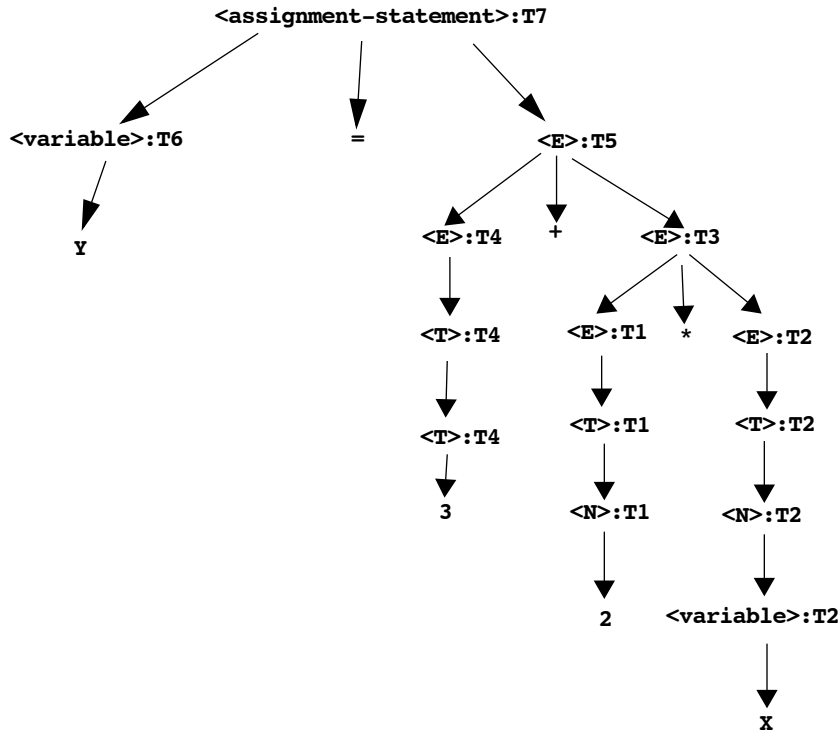 <assignment-statement>:T7
<variable>:T6 = <E>:T5
Y <E>:T4 + <E>:T3
<T>:T4 <E>:T1 * <E>:T2
<T>:T4 <T>:T1 <T>:T2
3 <N>:T1 <N>:T2
2 <variable>:T2
X